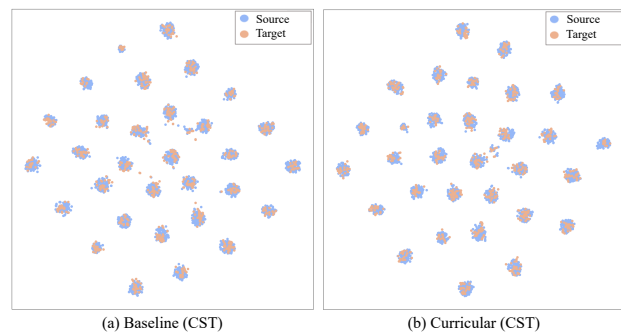 Source
Target
Source
Target
(a) Baseline (CST)
(b) Curricular (CST)